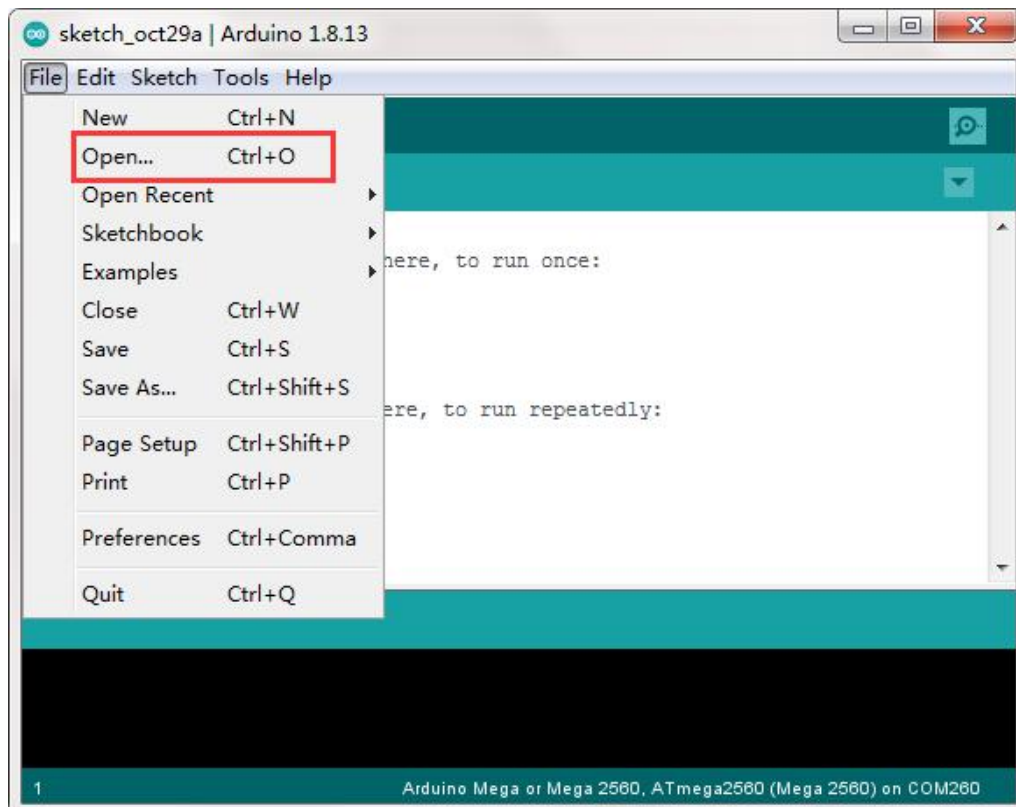 sketch_oct29a | Arduino 1.8.13
File Edit Sketch Tools Help
New Ctrl+N
Open... Ctrl+O
Open Recent
Sketchbook
Examples
Close Ctrl+W
Save Ctrl+S
Save As... Ctrl+Shift+S
Page Setup Ctrl+Shift+P
Print Ctrl+P
Preferences Ctrl+Comma
Quit Ctrl+Q
here, to run once:
ere, to run repeatedly:
1 Arduino Mega or Mega 2560, ATmega2560 (Mega 2560) on COM260